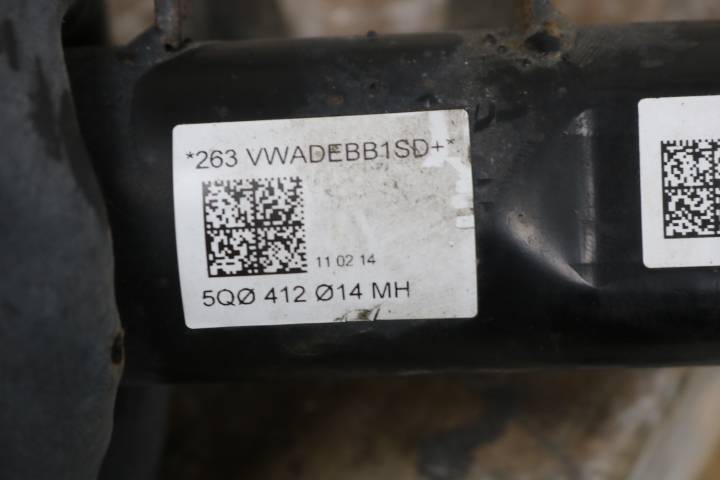 *263 VWADEBB1SD+*
11 02 14
5QØ 412 Ø14 MH